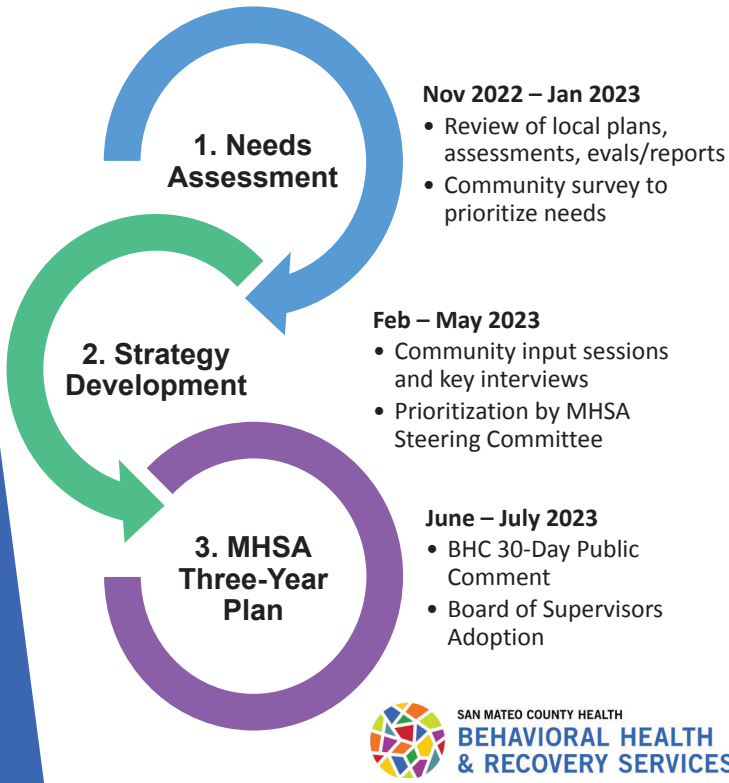 1. Needs
Assessment
Nov 2022 – Jan 2023
• Review of local plans,
assessments, evals/reports
• Community survey to
prioritize needs
2. Strategy
Development
Feb – May 2023
• Community input sessions
and key interviews
• Prioritization by MHSA
Steering Committee
3. MHSA
Three-Year
Plan
June – July 2023
• BHC 30-Day Public
Comment
• Board of Supervisors
Adoption
SAN MATEO COUNTY HEALTH
BEHAVIORAL HEALTH
& RECOVERY SERVICES